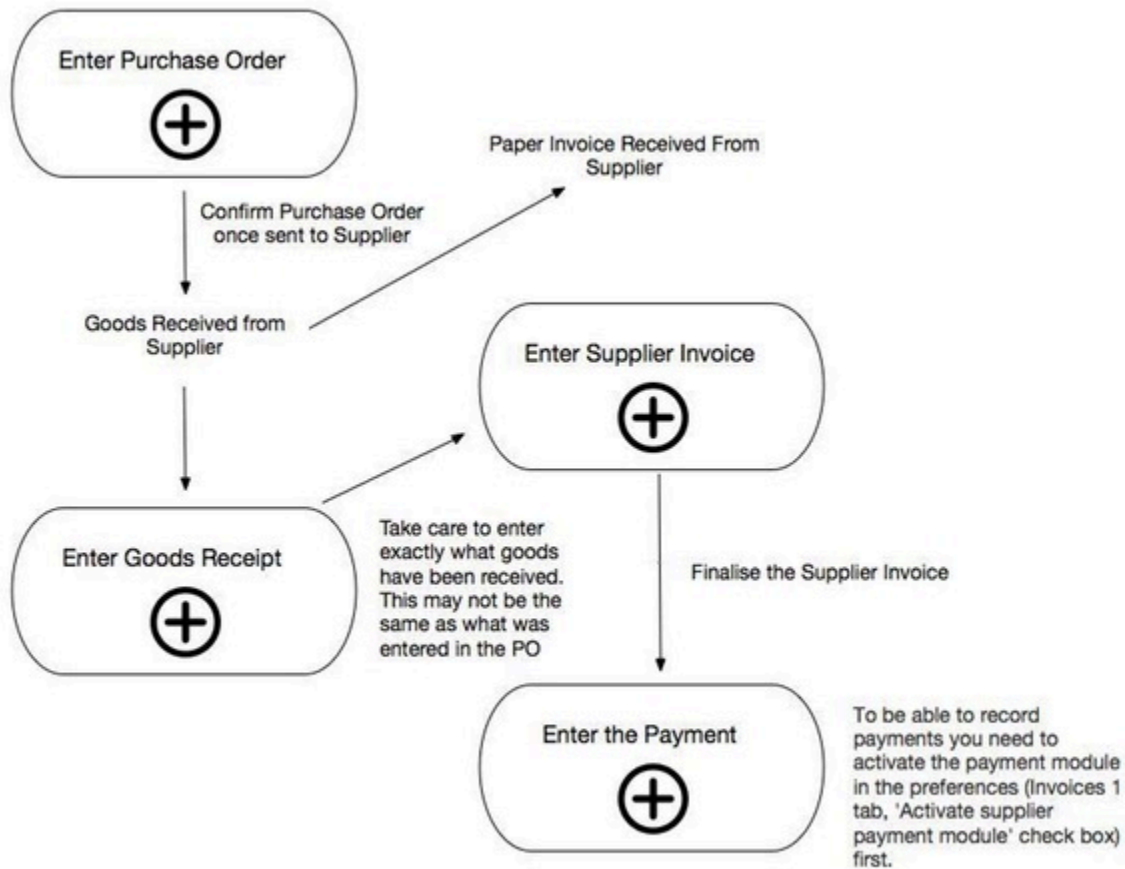 Enter Purchase Order
Paper Invoice Received From
Supplier
Confirm Purchase Order
once sent to Supplier
Goods Received from
Supplier
Enter Supplier Invoice
Enter Goods Receipt
Take care to enter
exactly what goods
have been received.
This may not be the
same as what was
entered in the PO
Finalise the Supplier Invoice
Enter the Payment
To be able to record
payments you need to
activate the payment module
in the preferences (Invoices 1
tab, 'Activate supplier
payment module' check box)
first.